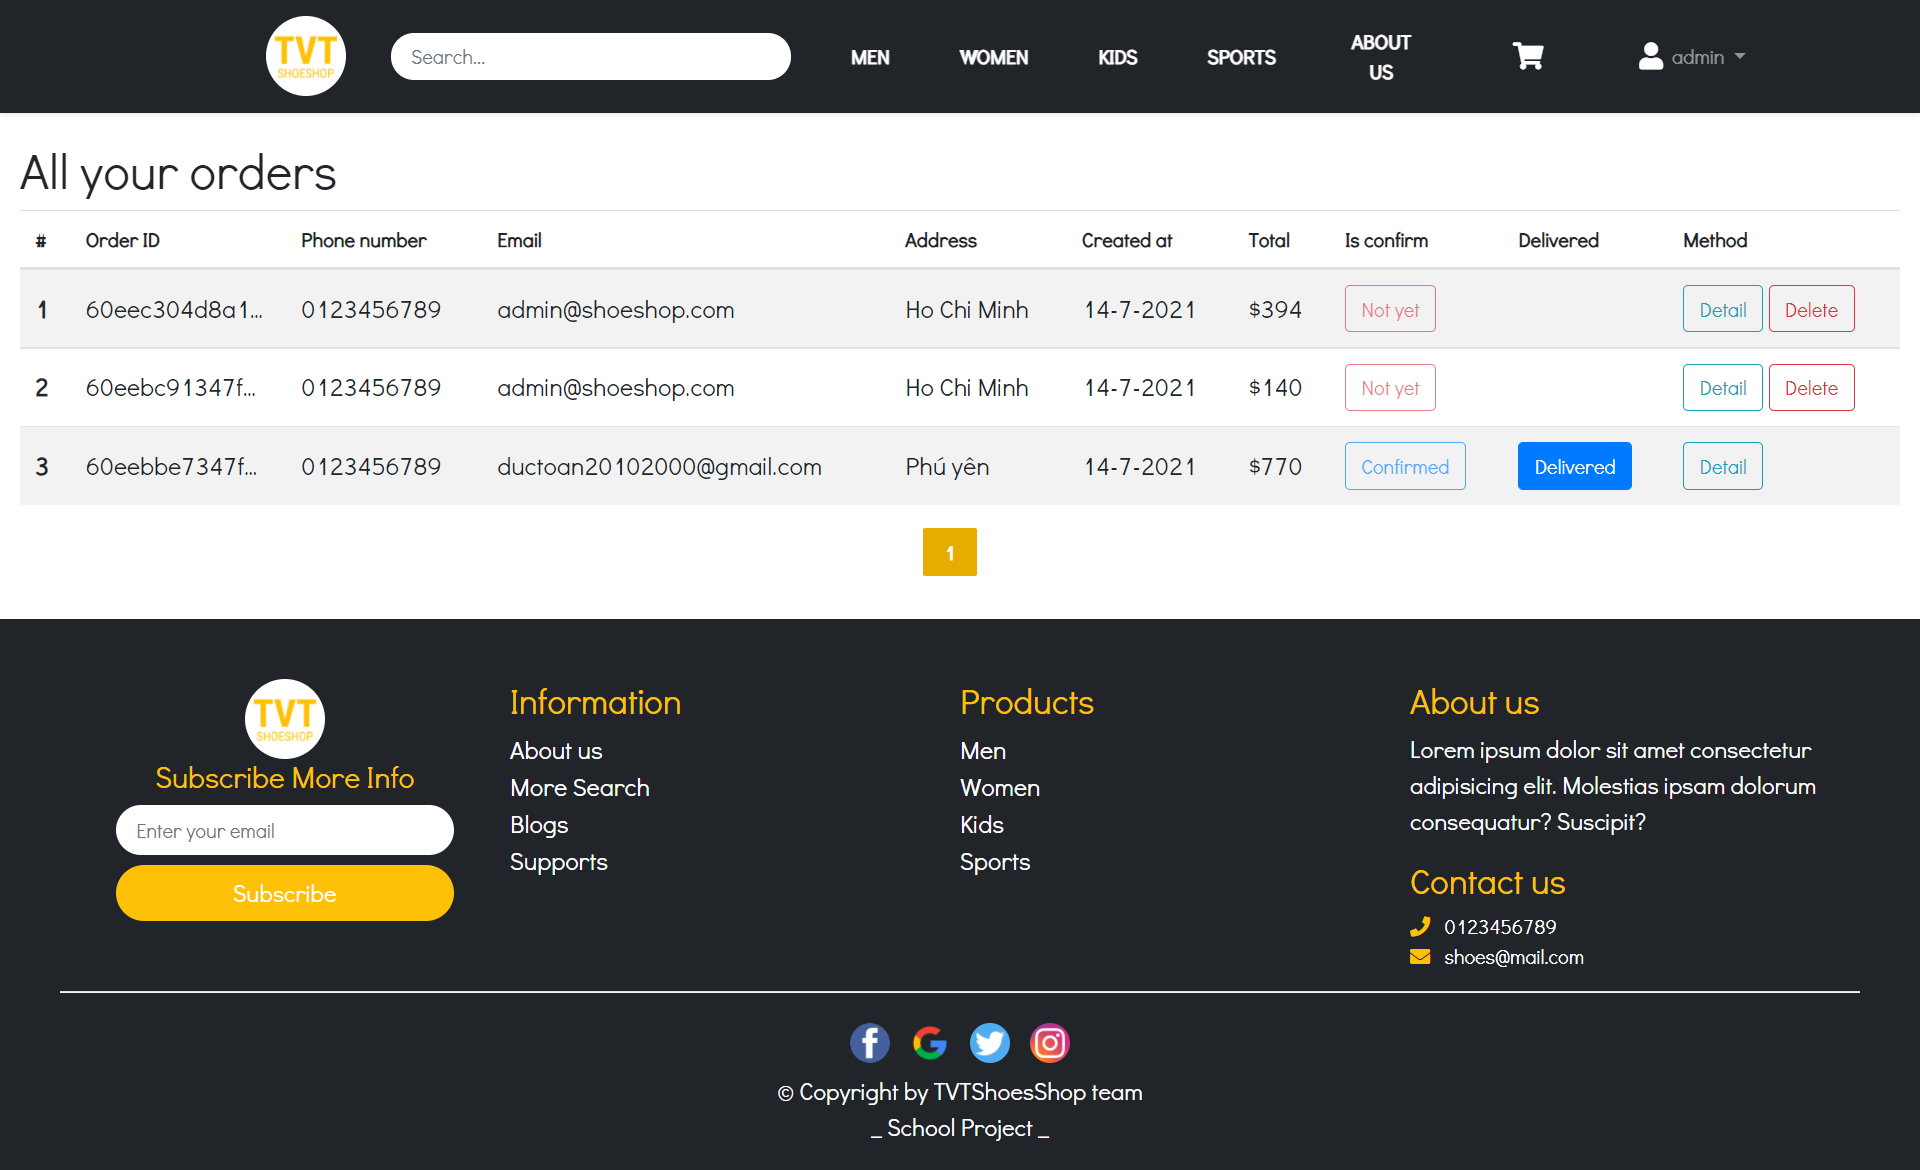 TVT
SHOESHOP
Search...
MEN
WOMEN
KIDS
SPORTS
ABOUT
US
admin
All your orders
# Order ID Phone number Email Address Created at Total Is confirm Delivered Method
1 60eec304d8a1... 0123456789 admin@shoeshop.com Ho Chi Minh 14-7-2021 $394 Not yet Detail Delete
2 60eebc91347f... 0123456789 admin@shoeshop.com Ho Chi Minh 14-7-2021 $140 Not yet Detail Delete
3 60eebbe7347f... 0123456789 ductoan20102000@gmail.com Phú yên 14-7-2021 $770 Confirmed Delivered Detail
1
TVT
SHOESHOP
Subscribe More Info
Enter your email
Subscribe
Information
About us
More Search
Blogs
Supports
Products
Men
Women
Kids
Sports
About us
Lorem ipsum dolor sit amet consectetur
adipisicing elit. Molestias ipsam dolorum
consequatur? Suscipit?
Contact us
0123456789
shoes@mail.com
© Copyright by TVTShoesShop team
_ School Project _